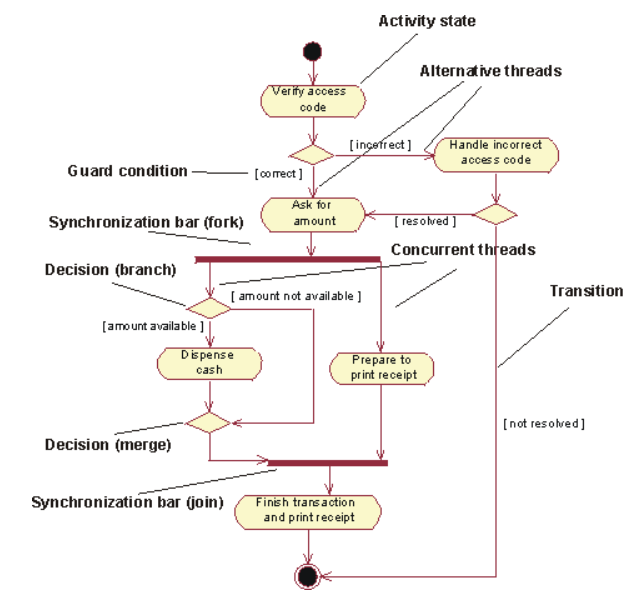 Activity state
Verify access
code
Alternative threads
[ incorrect ]
Handle incorrect
access code
Guard condition
[correct ]
Ask for
amount
[ resolved ]
Synchronization bar (fork)
Concurrent threads
Decision (branch)
[ amount not available ]
Transition
[amount available ]
Dispense
cash
Prepare to
print receipt
[ not resolved ]
Decision (merge)
Synchronization bar (join)
Finish transaction
and print receipt